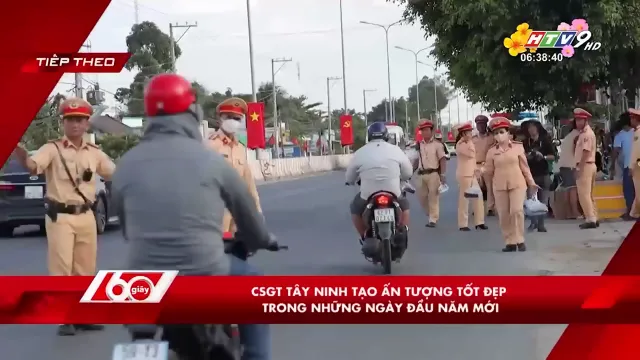 TIẾP THEO
HTV9 HD
06:38:40
60 giây
CSGT TÂY NINH TẠO ẤN TƯỢNG TỐT ĐẸP
TRONG NHỮNG NGÀY ĐẦU NĂM MỚI